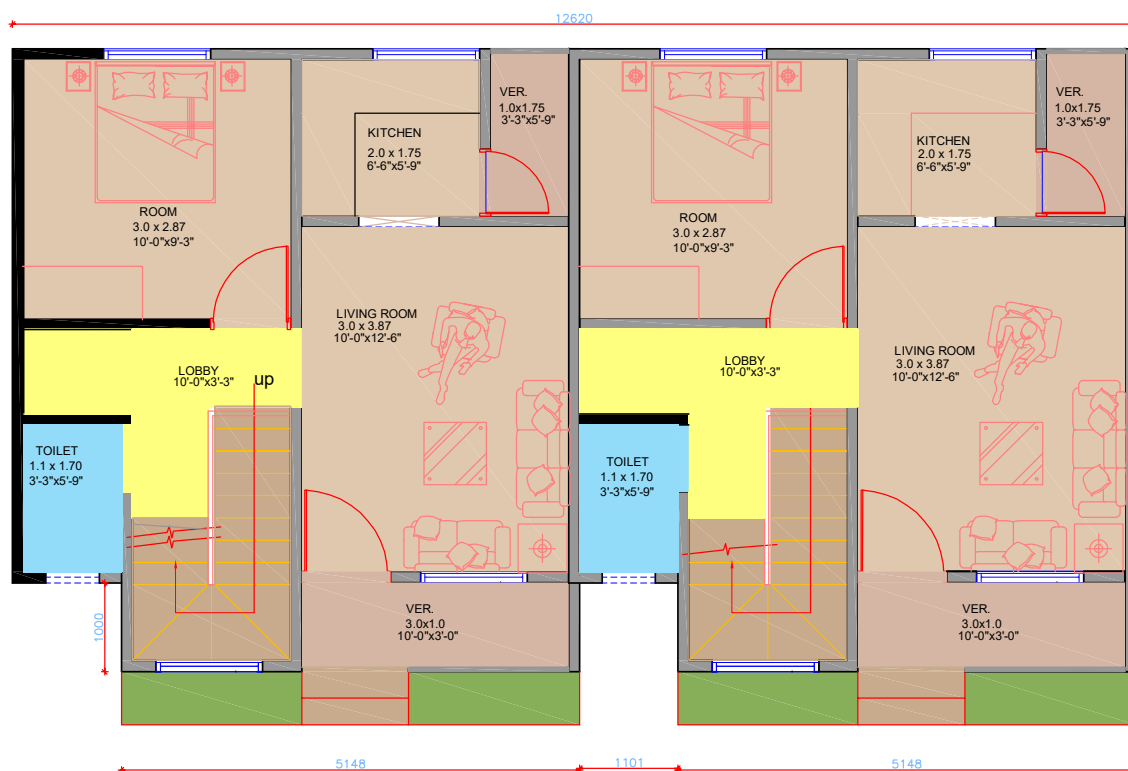 12620
VER.
1.0x1.75
3'-3"x5'-9"
KITCHEN
2.0 x 1.75
6'-6"x5'-9"
ROOM
3.0 x 2.87
10'-0"x9'-3"
LIVING ROOM
3.0 x 3.87
10'-0"x12'-6"
LOBBY
10'-0"x3'-3"
up
TOILET
1.1 x 1.70
3'-3"x5'-9"
VER.
3.0x1.0
10'-0"x3'-0"
1000
VER.
1.0x1.75
3'-3"x5'-9"
KITCHEN
2.0 x 1.75
6'-6"x5'-9"
ROOM
3.0 x 2.87
10'-0"x9'-3"
LIVING ROOM
3.0 x 3.87
10'-0"x12'-6"
LOBBY
10'-0"x3'-3"
TOILET
1.1 x 1.70
3'-3"x5'-9"
VER.
3.0x1.0
10'-0"x3'-0"
5148
1101
5148